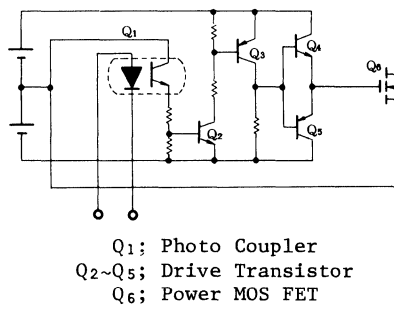 Q1
Q3
Q4
Q6
Q2
Q5
Q1; Photo Coupler
Q2~Q5; Drive Transistor
Q6; Power MOS FET